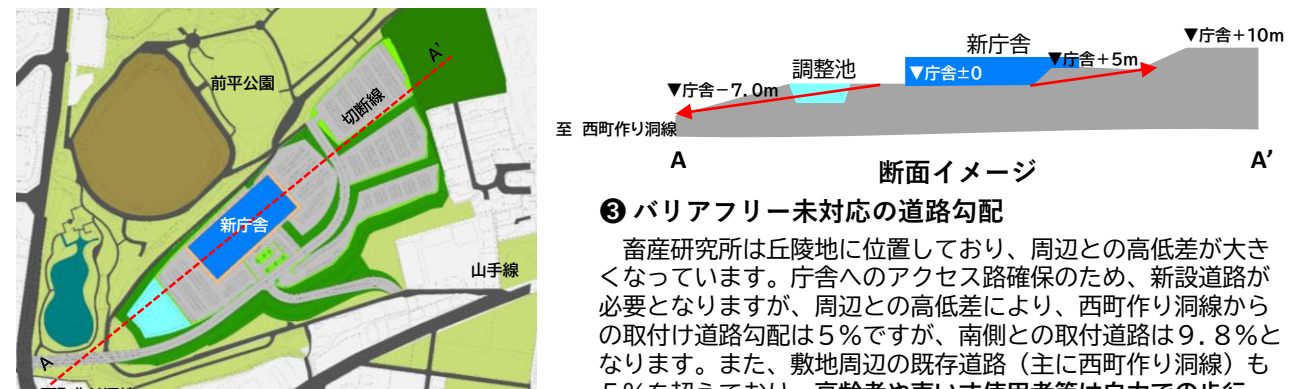 前平公園
A’
切断線
新庁舎
山手線
A
新庁舎
▼庁舎+10m
▼庁舎+5m
▼庁舎±0
調整池
▼庁舎−7.0m
至 西町作り洞線
A
A’
断面イメージ
❸ バリアフリー未対応の道路勾配
畜産研究所は丘陵地に位置しており、周辺との高低差が大き
くなっています。庁舎へのアクセス路確保のため、新設道路が
必要となりますが、周辺との高低差により、西町作り洞線から
の取付け道路勾配は5%ですが、南側との取付道路は9.8%と
なります。また、敷地周辺の既存道路（主に西町作り洞線）も